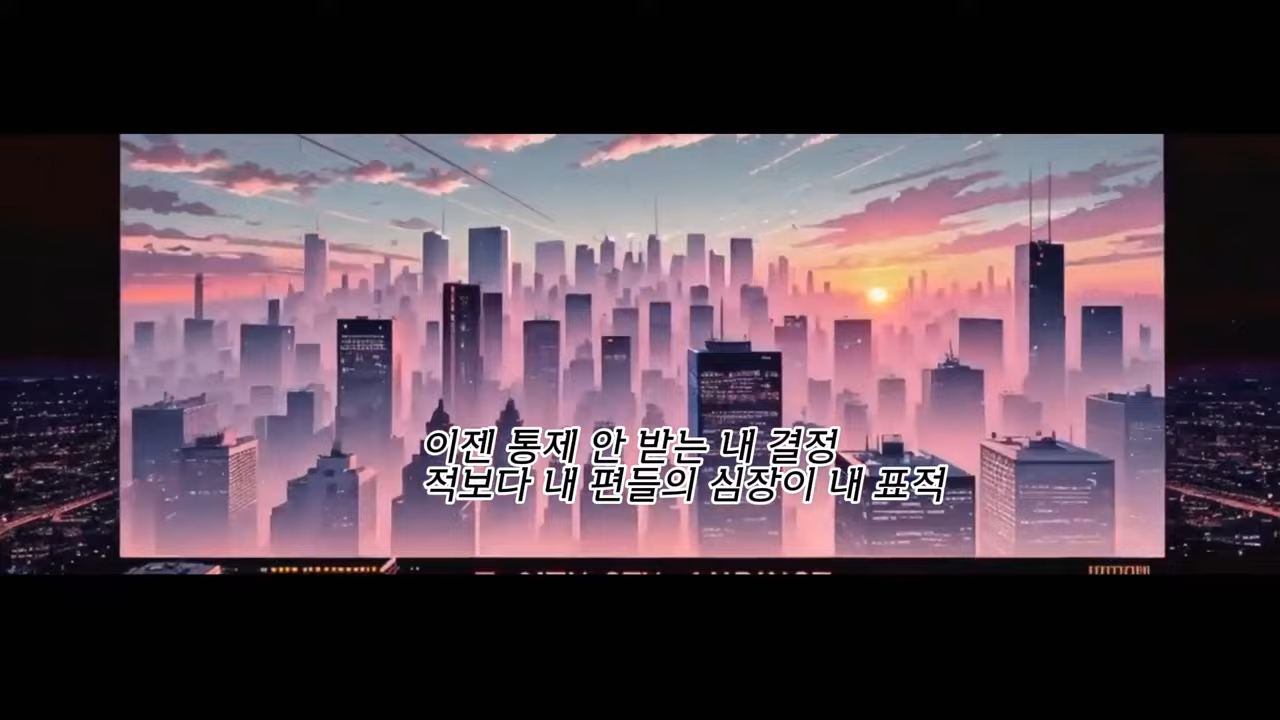 이젠 통제 안 받는 내 결정
적보다 내 편들의 심장이 내 표적